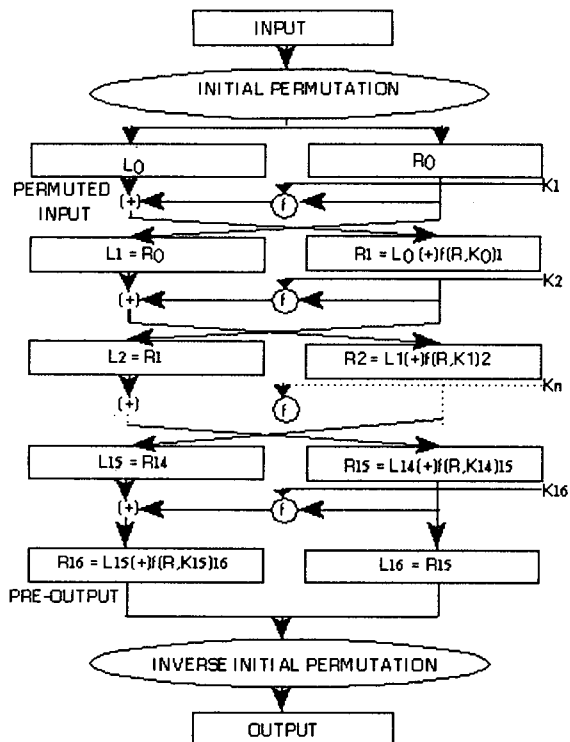 INPUT
INITIAL PERMUTATION
L0
R0
PERMUTED
INPUT
K1
(+)
f
L1 = R0
R1 = L0 (+)f(R,K0)1
K2
(+)
f
L2 = R1
R2 = L1(+)f(R,K1)2
Kn
(+)
f
L15 = R14
R15 = L14(+)f(R,K14)15
K16
(+)
f
R16 = L15(+)f(R,K15)16
L16 = R15
PRE-OUTPUT
INVERSE INITIAL PERMUTATION
OUTPUT